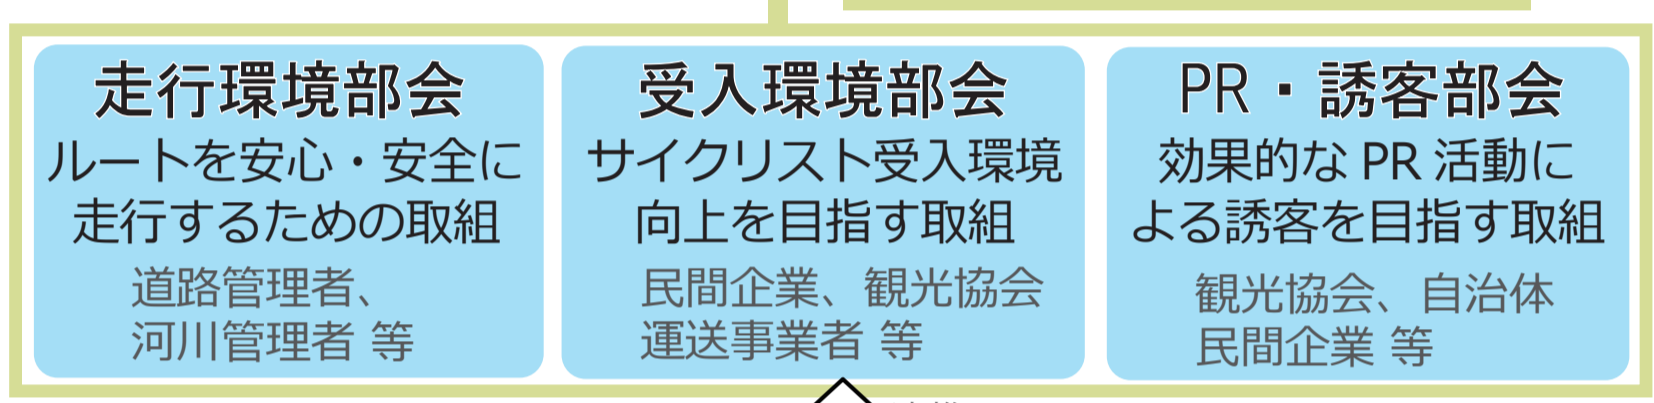 走行環境部会
ルートを安心・安全に
走行するための取組
道路管理者、
河川管理者 等
受入環境部会
サイクリスト受入環境
向上を目指す取組
民間企業、観光協会
運送事業者 等
PR・誘客部会
効果的な PR 活動に
よる誘客を目指す取組
観光協会、自治体
民間企業 等